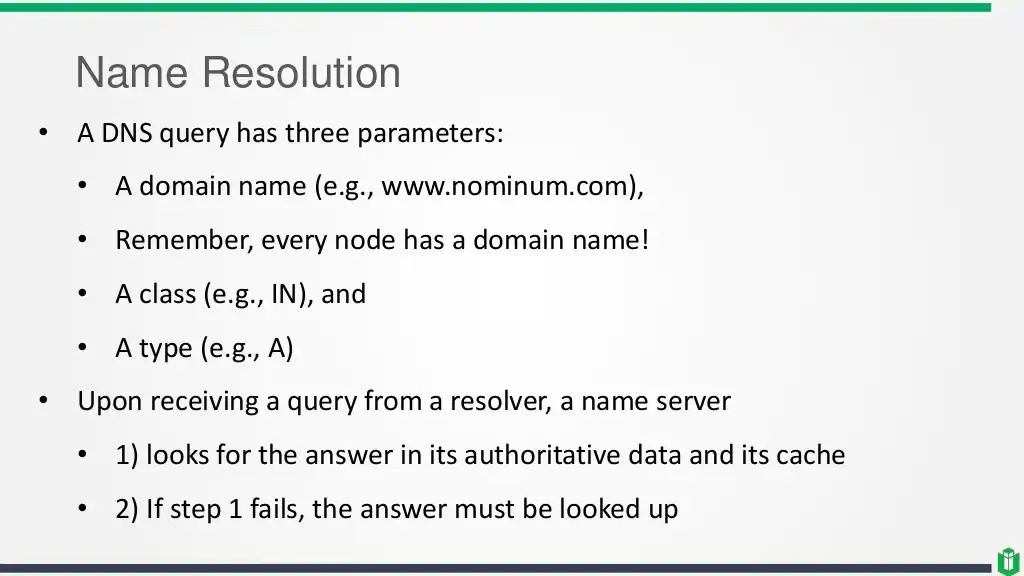 Name Resolution
• A DNS query has three parameters:
• A domain name (e.g., www.nominum.com),
• Remember, every node has a domain name!
• A class (e.g., IN), and
• A type (e.g., A)
• Upon receiving a query from a resolver, a name server
• 1) looks for the answer in its authoritative data and its cache
• 2) If step 1 fails, the answer must be looked up